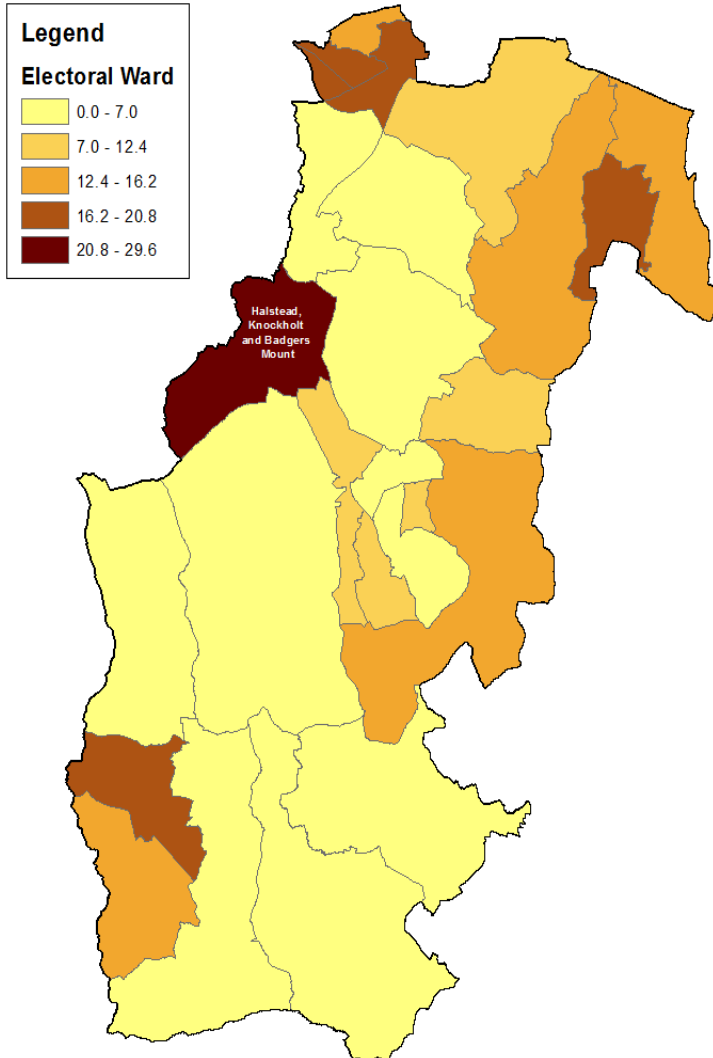 Legend
Electoral Ward
0.0 - 7.0
7.0 - 12.4
12.4 - 16.2
16.2 - 20.8
20.8 - 29.6
Halstead,
Knockholt
and Badgers
Mount